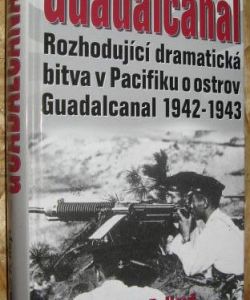 Guadalcanal
Rozhodující dramatická
bitva v Pacifiku o ostrov
Guadalcanal 1942-1943
GUADALCANAL